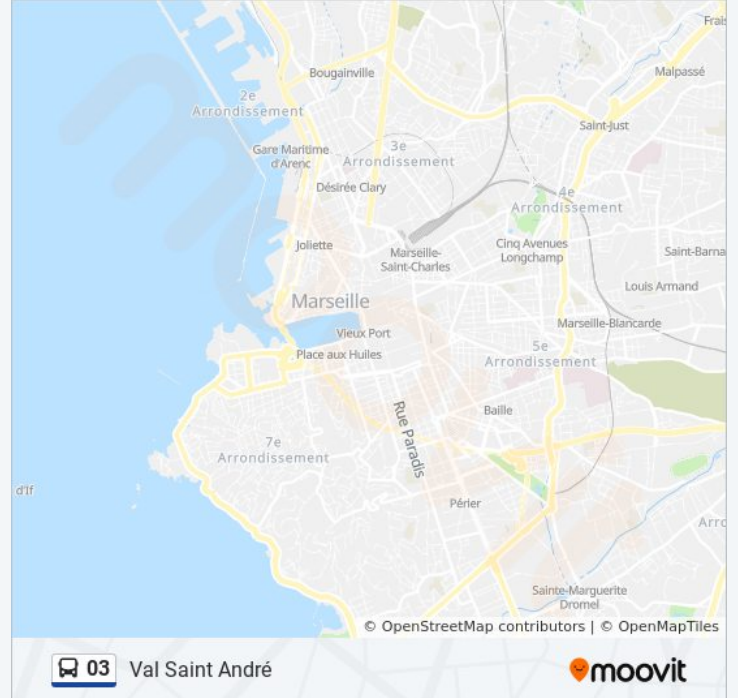 Frais
Bougainville
Malpassé
2e
Arrondissement
Saint-Just
3e
Arrondissement
Gare Maritime
d'Arenc
Désirée Clary
4e
Arrondissement
Joliette
Marseille-
Saint-Charles
Cinq Avenues
Longchamp
Saint-Barna
Louis Armand
Marseille
Marseille-Blancarde
Vieux Port
Place aux Huiles
5e
Arrondissement
Rue Paradis
Baille
7e
Arrondissement
d'If
Périer
Arro
Sainte-Marguerite
Dromel
© OpenStreetMap contributors | © OpenMapTiles
03 Val Saint André
moovit